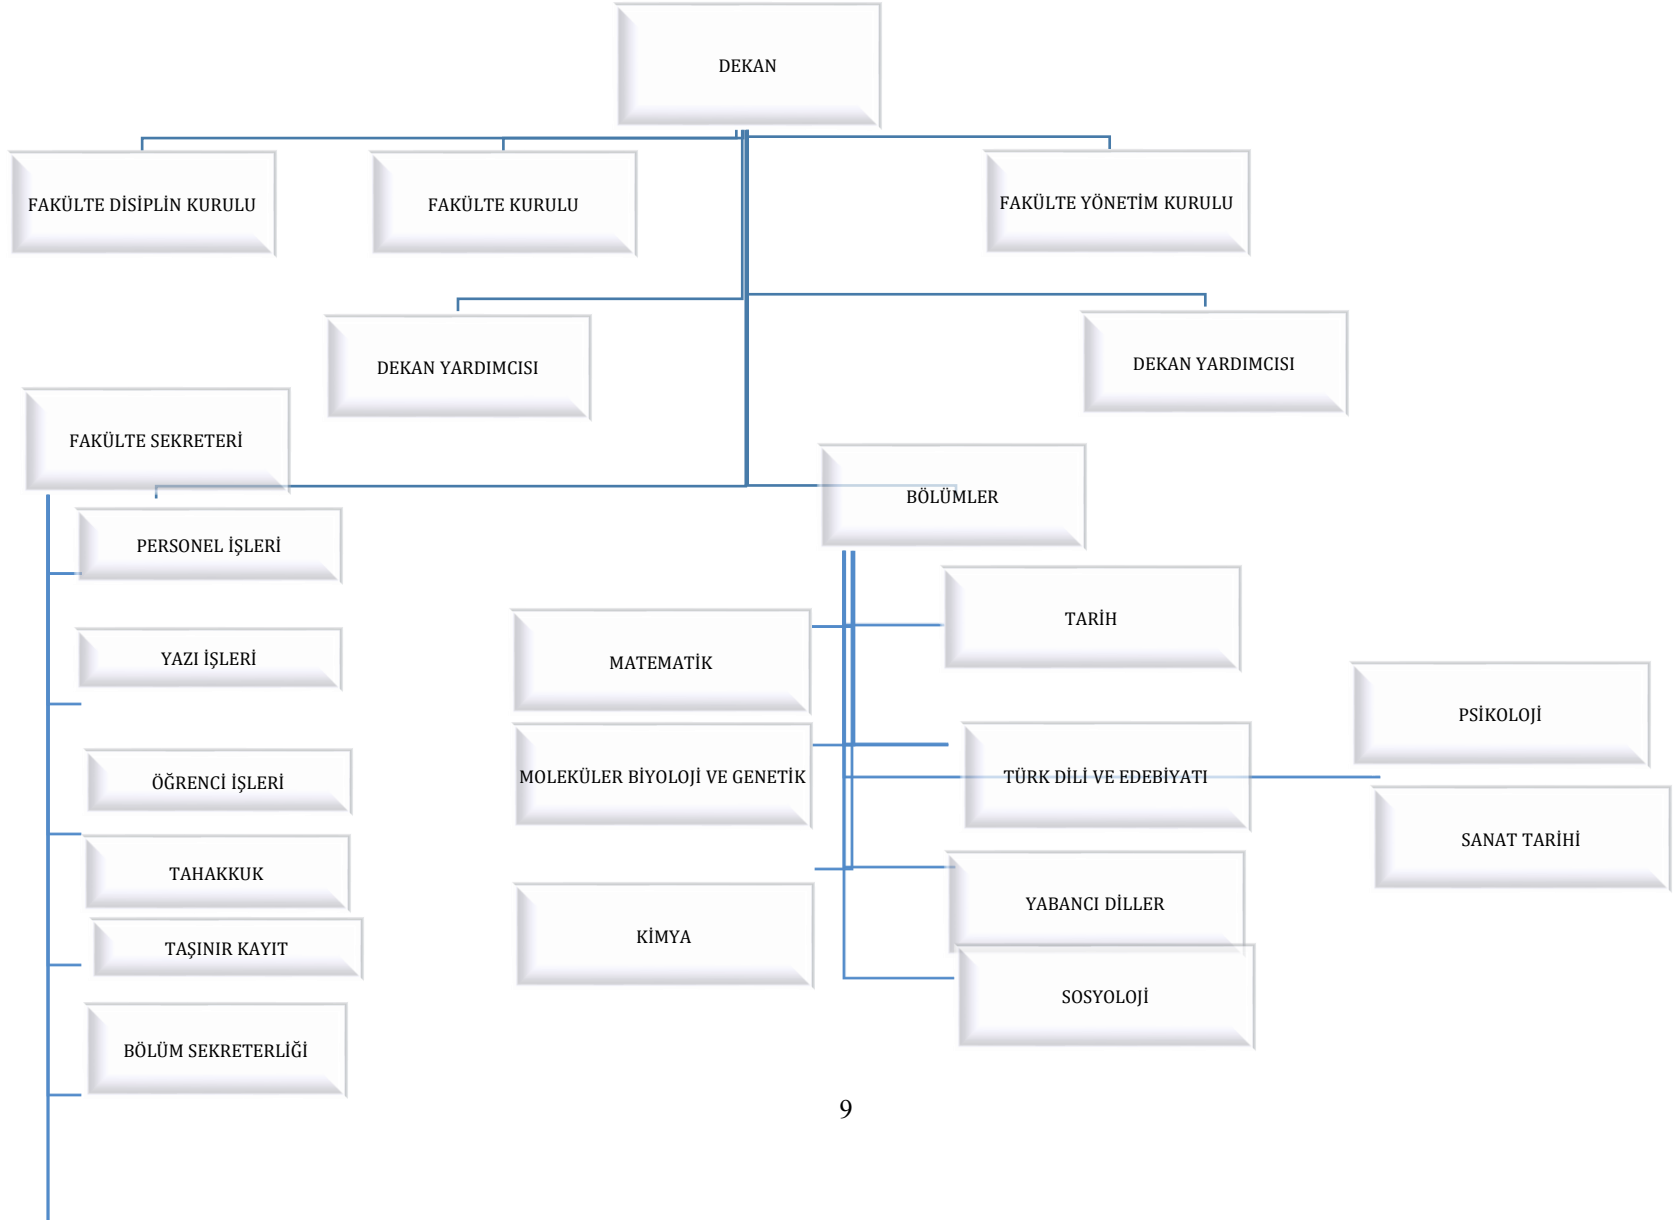 DEKAN
FAKÜLTE DİSİPLİN KURULU
FAKÜLTE KURULU
FAKÜLTE YÖNETİM KURULU
DEKAN YARDIMCISI
DEKAN YARDIMCISI
FAKÜLTE SEKRETERİ
BÖLÜMLER
PERSONEL İŞLERİ
YAZI İŞLERİ
ÖĞRENCİ İŞLERİ
TAHAKKUK
TAŞINIR KAYIT
BÖLÜM SEKRETERLİĞİ
MATEMATİK
MOLEKÜLER BİYOLOJİ VE GENETİK
KİMYA
TARİH
TÜRK DİLİ VE EDEBİYATI
YABANCI DİLLER
SOSYOLOJİ
PSİKOLOJİ
SANAT TARİHİ
9